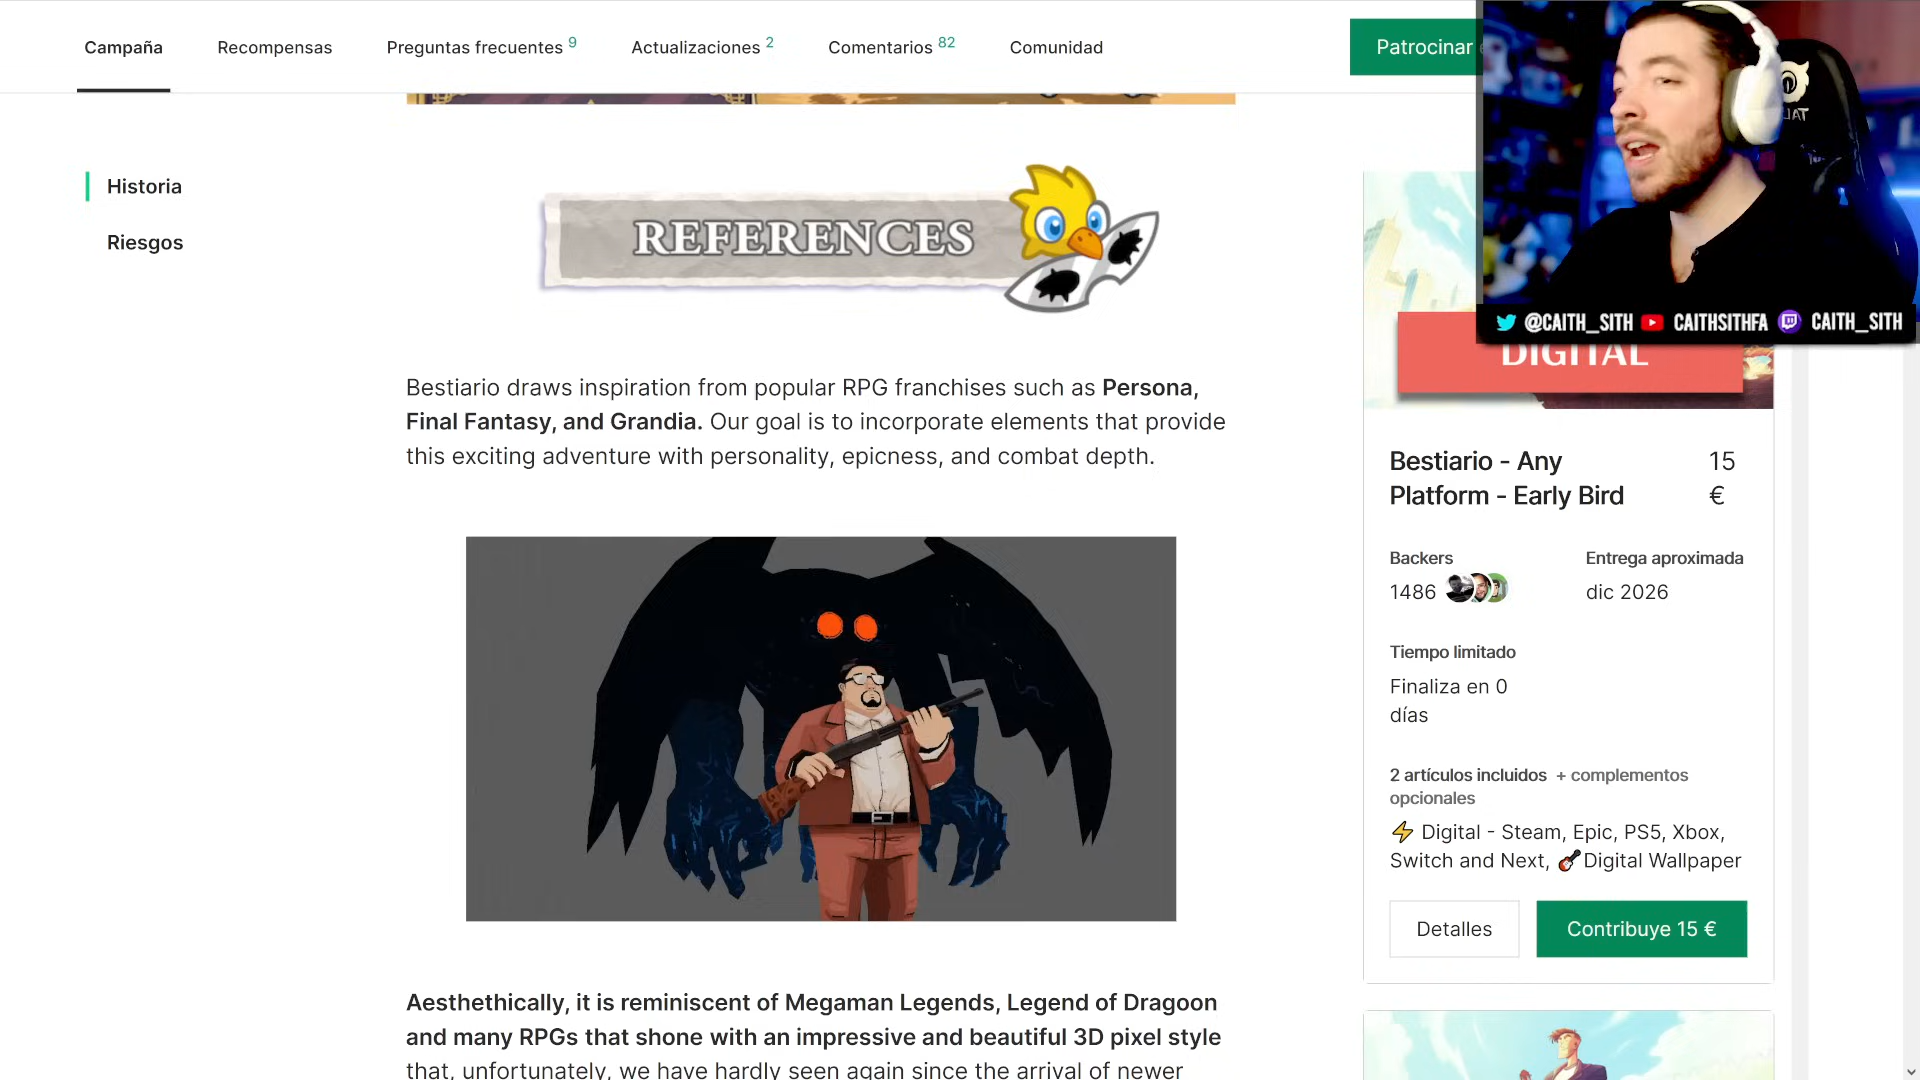 Campaña
Recompensas
Preguntas frecuentes 9
Actualizaciones 2
Comentarios 82
Comunidad
Patrocinar
Historia
Riesgos
REFERENCES
Bestiario draws inspiration from popular RPG franchises such as Persona,
Final Fantasy, and Grandia. Our goal is to incorporate elements that provide
this exciting adventure with personality, epicness, and combat depth.
Aesthethically, it is reminiscent of Megaman Legends, Legend of Dragoon
and many RPGs that shone with an impressive and beautiful 3D pixel style
that, unfortunately, we have hardly seen again since the arrival of newer
@CAITH_SITH CAITHSITHFA CAITH_SITH
DIGITAL
Bestiario - Any 15
Platform - Early Bird €
Backers
1486
Entrega aproximada
dic 2026
Tiempo limitado
Finaliza en 0
días
2 artículos incluidos + complementos
opcionales
⚡ Digital - Steam, Epic, PS5, Xbox,
Switch and Next, 🎸Digital Wallpaper
Detalles
Contribuye 15 €